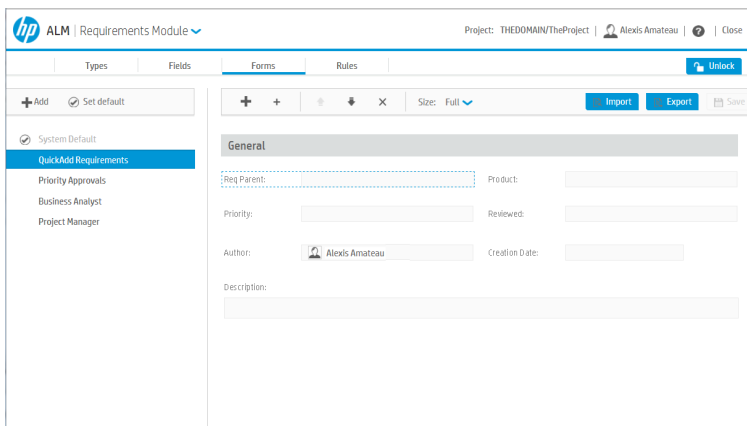 hp ALM | Requirements Module Project: THEDOMAIN/TheProject | Alexis Amateau ? | Close
Types Fields Forms Rules Unlock
Add Set default Size: Full Import Export Save
System Default
General
QuickAdd Requirements
Req Parent: Product:
Priority Approvals
Business Analyst
Priority: Reviewed:
Project Manager
Author: Alexis Amateau Creation Date:
Description: